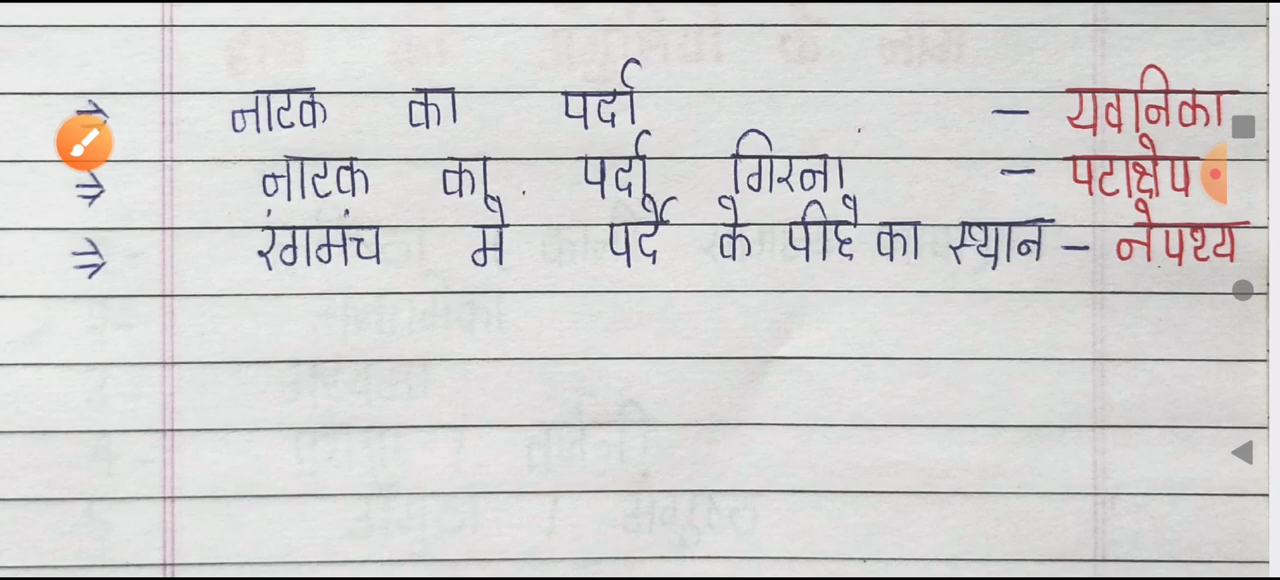 ⇒ नाटक का पर्दा - यवनिका
⇒ नाटक का पर्दा गिरना - पटाक्षेप
⇒ रंगमंच मे पर्दे के पीछै का स्थान - नेपथ्य